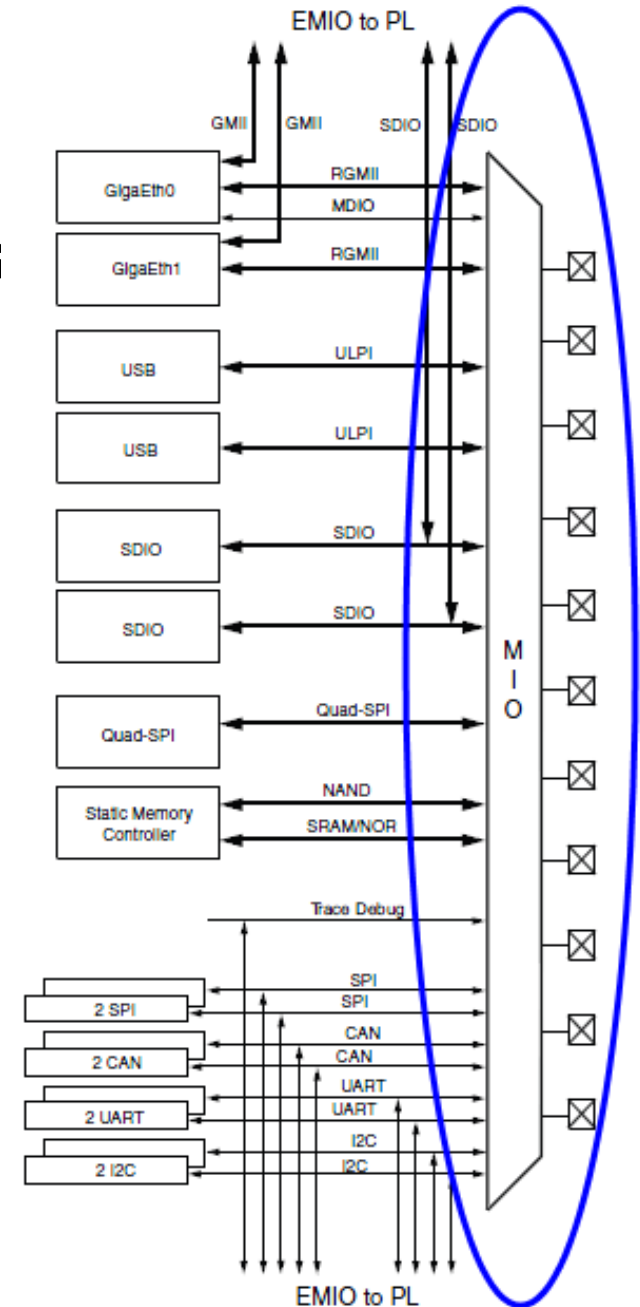 EMIO to PL
GMII
GMII
SDIO
SDIO
GigaEth0
RGMII
MDIO
GigaEth1
RGMII
USB
ULPI
USB
ULPI
SDIO
SDIO
SDIO
SDIO
MIO
Quad-SPI
Quad-SPI
Static Memory
Controller
NAND
SRAM/NOR
Trace Debug
SPI
2 SPI
SPI
CAN
2 CAN
CAN
UART
2 UART
UART
I2C
2 I2C
I2C
EMIO to PL